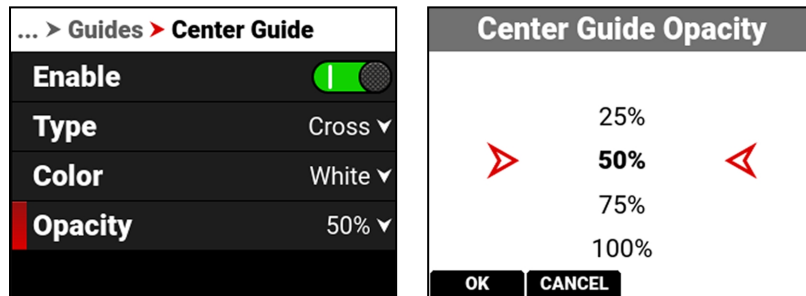 ... > Guides > Center Guide
Enable
Type Cross
Color White
Opacity 50%
Center Guide Opacity
25%
50%
75%
100%
OK CANCEL